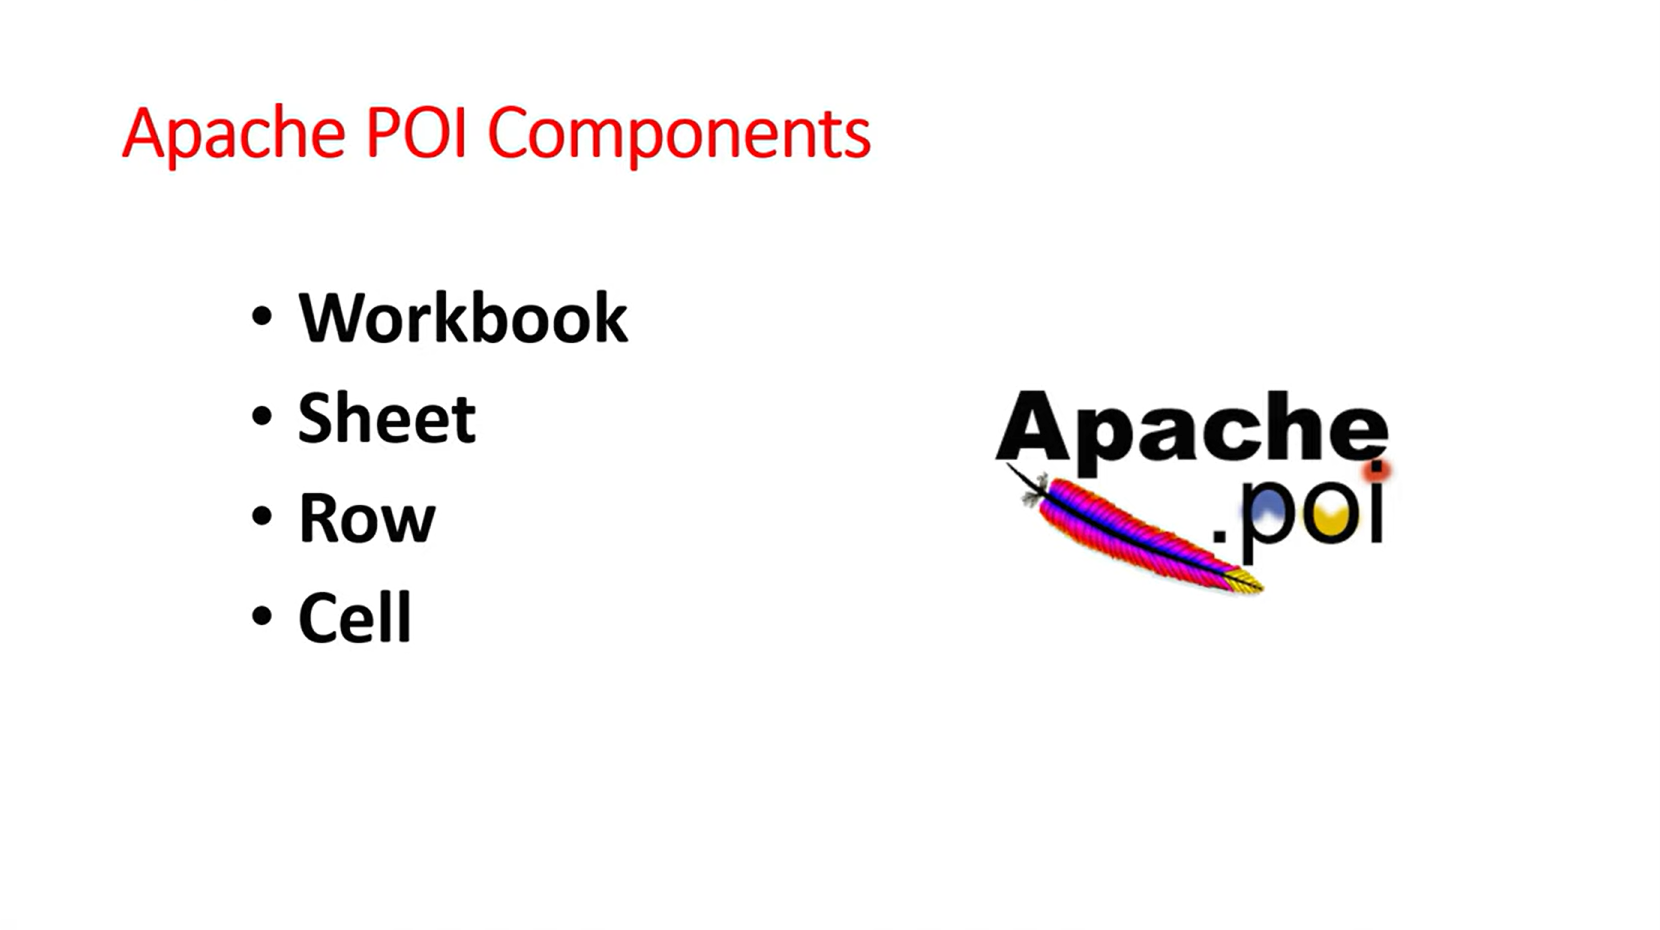 Apache POI Components
• Workbook
• Sheet
• Row
• Cell
Apache
.poi